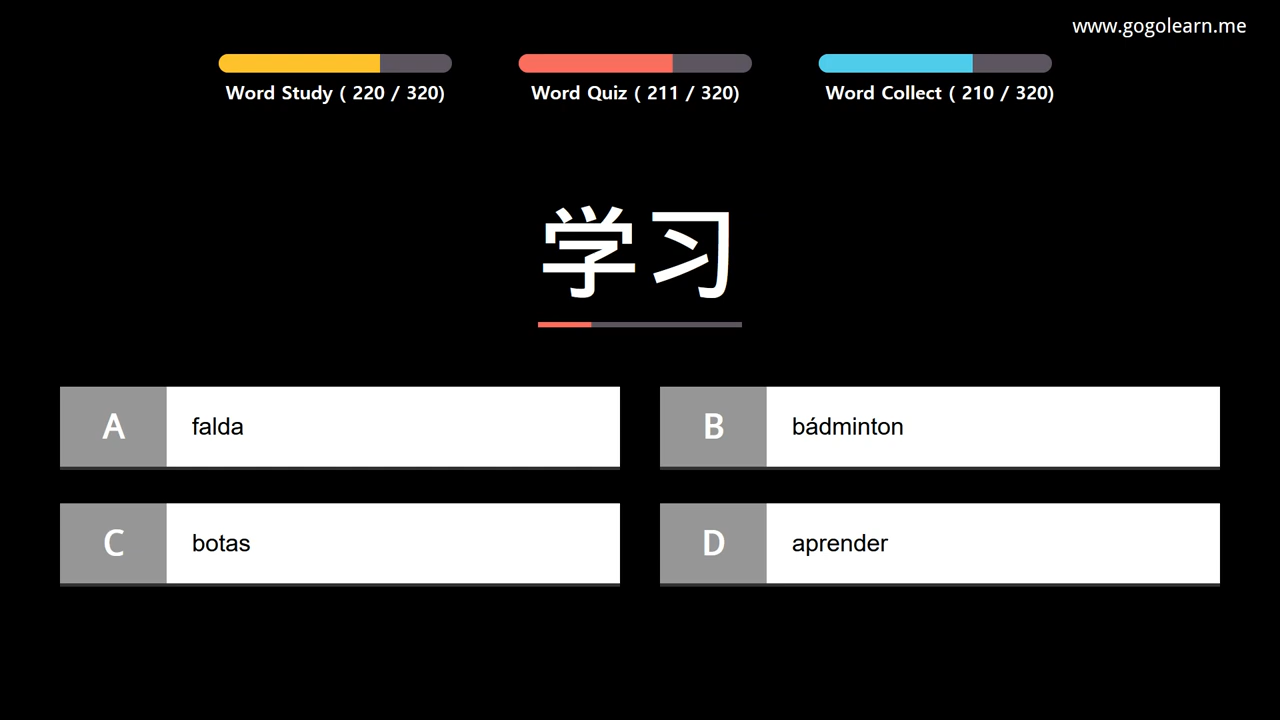 www.gogolearn.me
Word Study ( 220 / 320)
Word Quiz ( 211 / 320)
Word Collect ( 210 / 320)
学习
A falda
B bádminton
C botas
D aprender